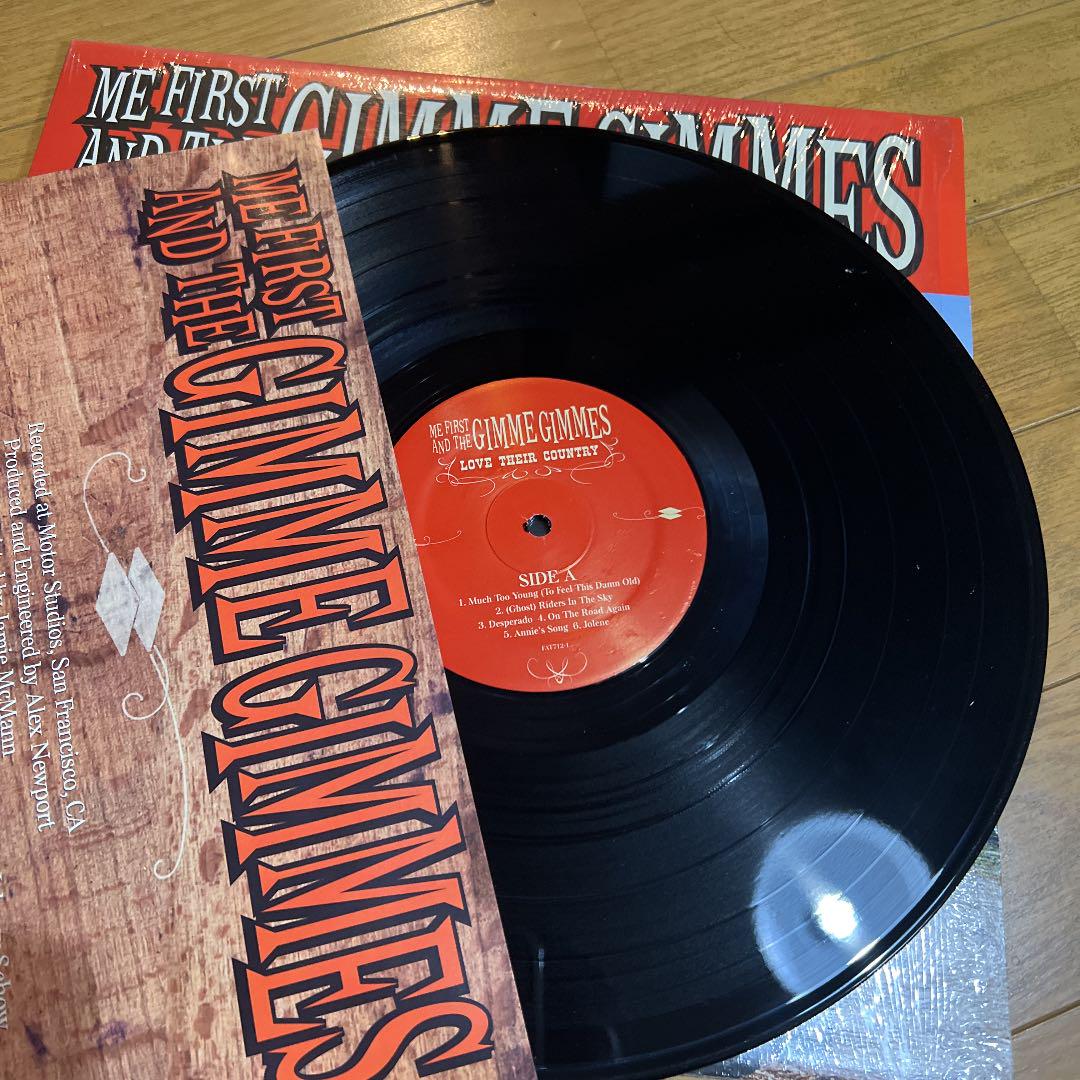 ME FIRST
GIMME GIMMES
ME FIRST
AND THE
GIMME GIMMES
Recorded at Motor Studios, San Francisco, CA
Produced and Engineered by Alex Newport
Jamie McMann
ME FIRST
AND THE
GIMME GIMMES
LOVE THEIR COUNTRY
SIDE A
1. Much Too Young (To Feel This Damn Old)
2. (Ghost) Riders In The Sky
3. Desperado 4. On The Road Again
5. Annie's Song 6. Jolene
FAT712-1